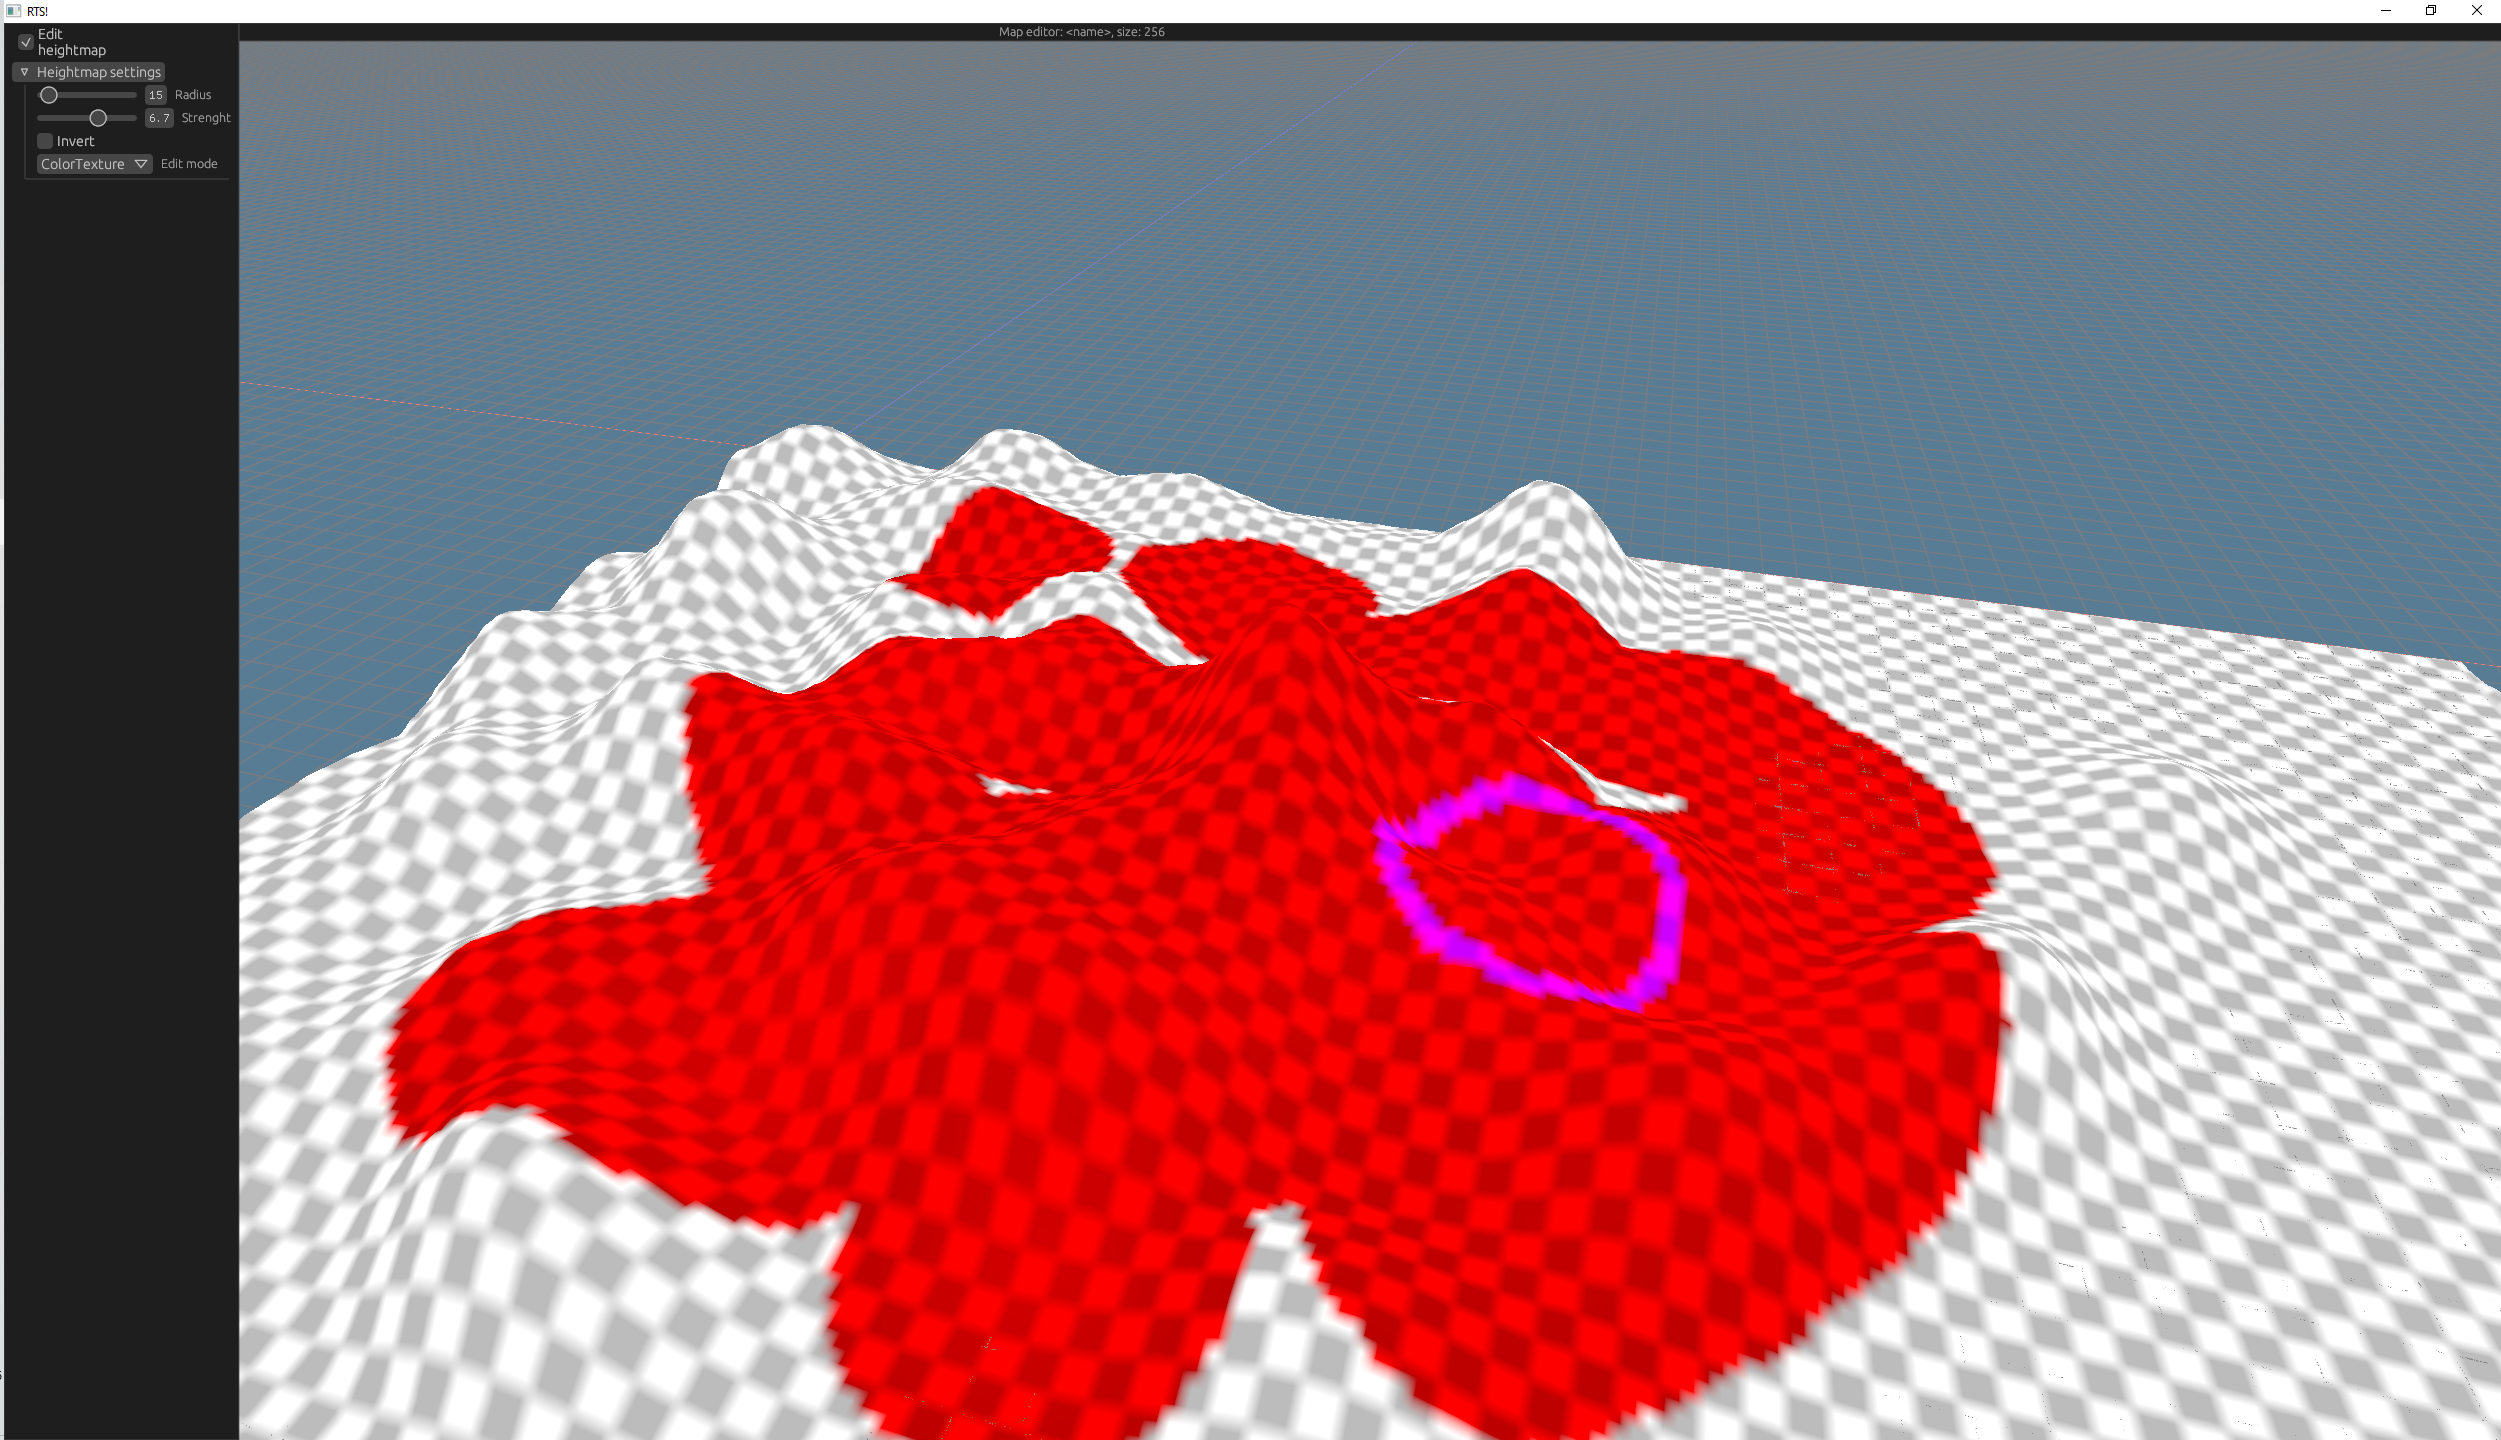 RTS!
Map editor: <name>, size: 256
Edit
heightmap
Heightmap settings
15 Radius
6.7 Strenght
Invert
ColorTexture Edit mode